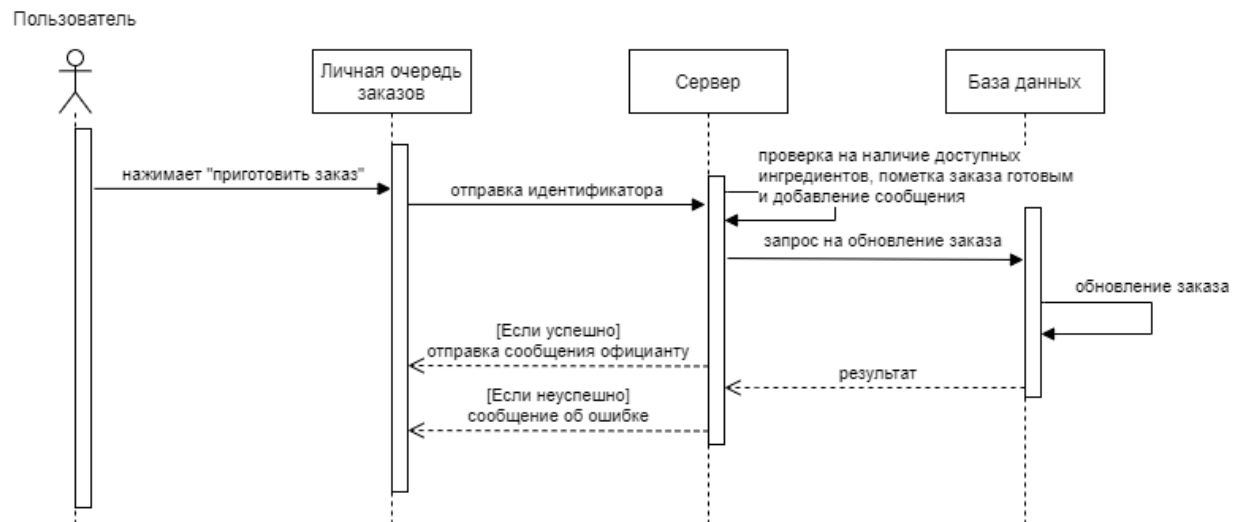 Пользователь
Личная очередь
заказов
Сервер
База данных
проверка на наличие доступных
ингредиентов, пометка заказа готовым
и добавление сообщения
нажимает "приготовить заказ"
отправка идентификатора
запрос на обновление заказа
обновление заказа
[Если успешно]
отправка сообщения официанту
результат
[Если неуспешно]
сообщение об ошибке